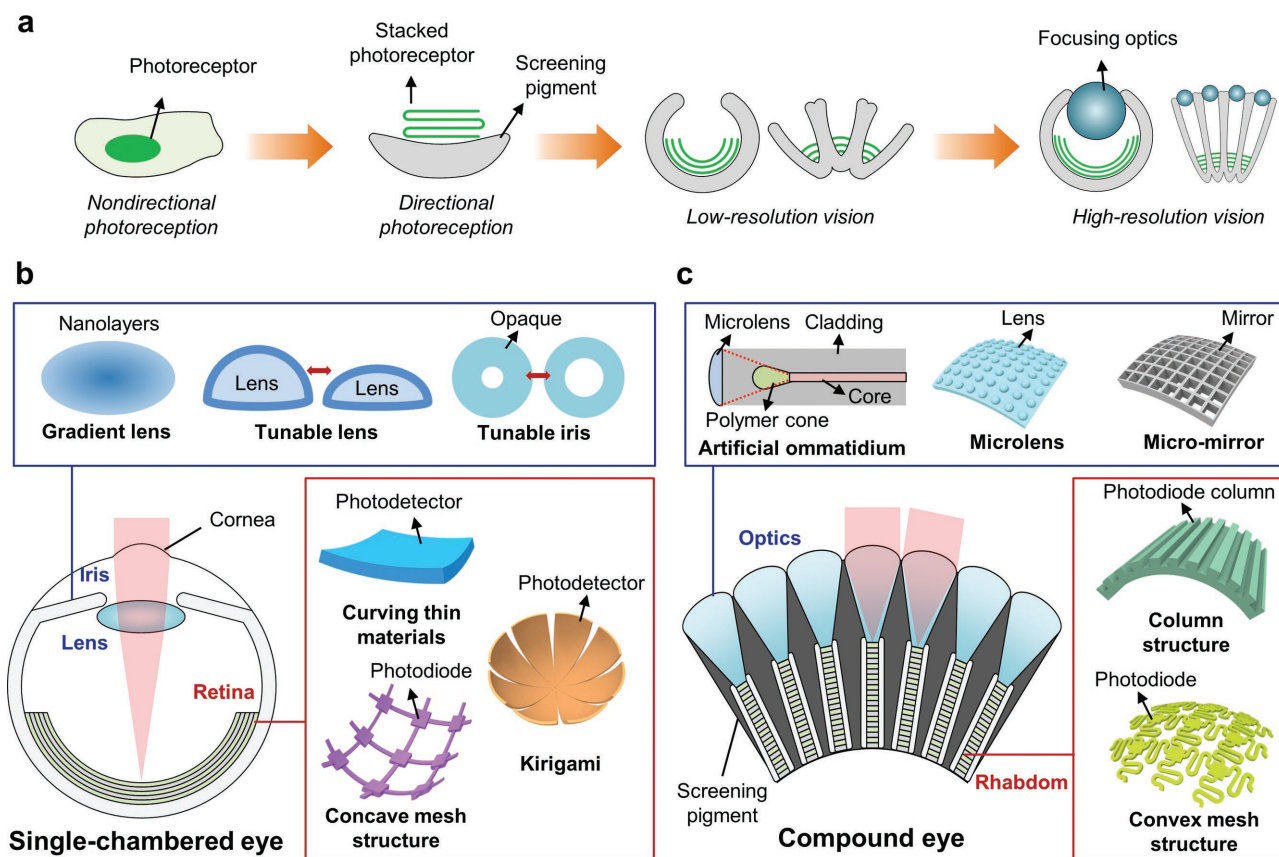 a
Photoreceptor
Stacked
photoreceptor
Screening
pigment
Focusing optics
Nondirectional
photoreception
Directional
photoreception
Low-resolution vision
High-resolution vision
b
Nanolayers
Gradient lens
Lens
Lens
Tunable lens
Opaque
Tunable iris
Cornea
Iris
Lens
Retina
Photodetector
Curving thin
materials
Photodetector
Kirigami
Photodiode
Concave mesh
structure
Single-chambered eye
c
Microlens
Cladding
Core
Polymer cone
Artificial ommatidium
Lens
Microlens
Mirror
Micro-mirror
Optics
Screening
pigment
Rhabdom
Compound eye
Photodiode column
Column
structure
Photodiode
Convex mesh
structure